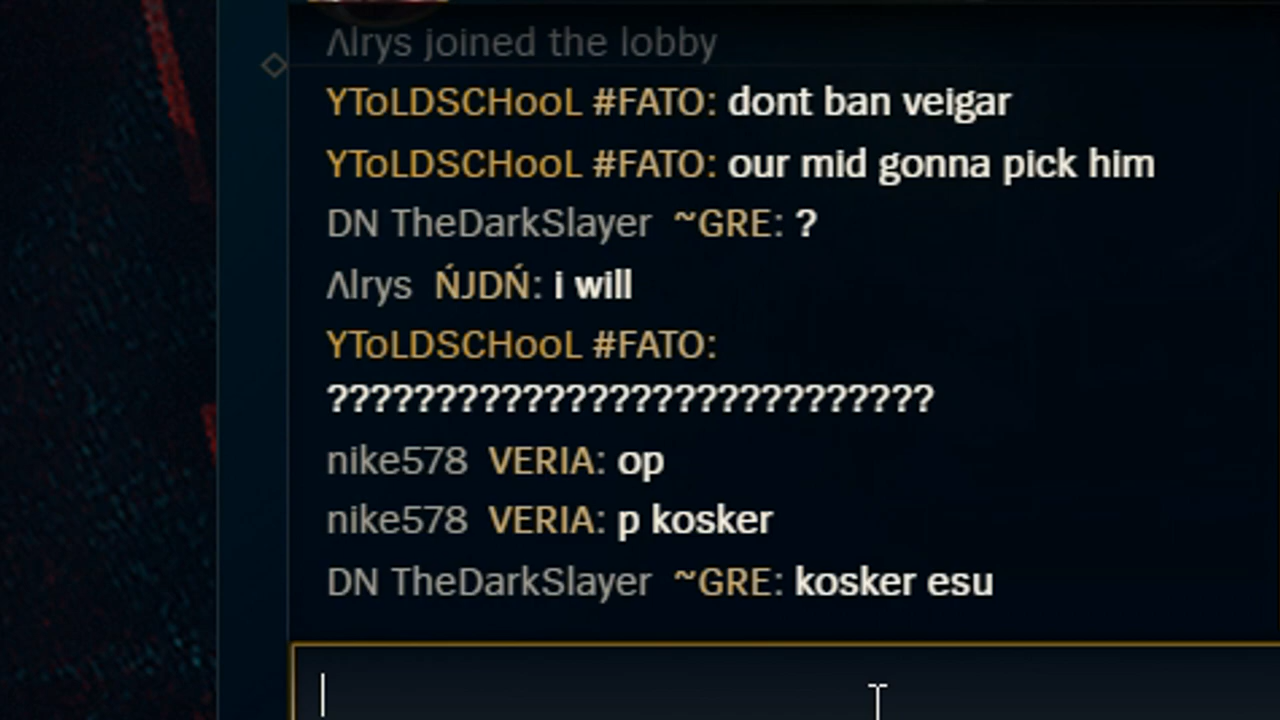 Λlrys joined the lobby
YToLDSCHooL #FATO: dont ban veigar
YToLDSCHooL #FATO: our mid gonna pick him
DN TheDarkSlayer ~GRE: ?
Λlrys ŃJDŃ: i will
YToLDSCHooL #FATO:
????????????????????????????
nike578 VERIA: op
nike578 VERIA: p kosker
DN TheDarkSlayer ~GRE: kosker esu